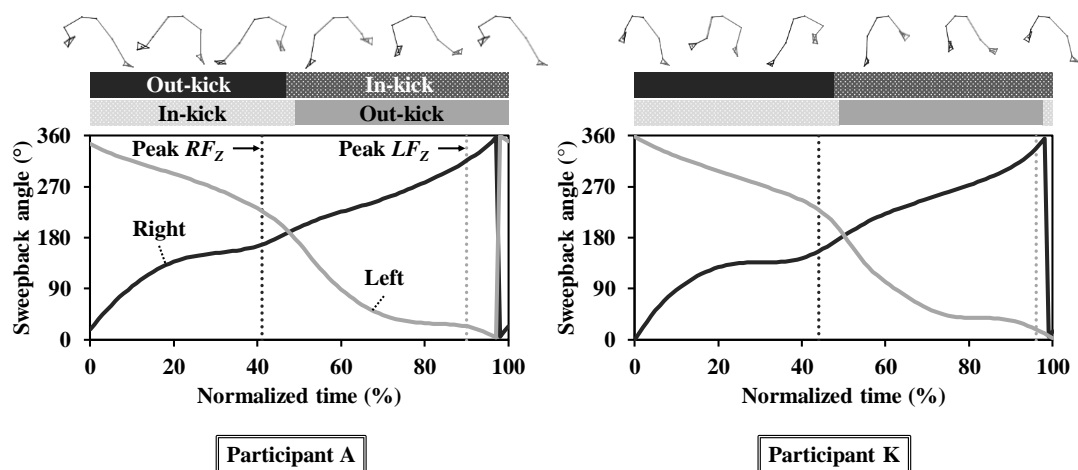 Out-kick In-kick
In-kick Out-kick
Sweepback angle (°)
360
270
180
90
0
Peak RFZ
Peak LFZ
Right
Left
0 20 40 60 80 100
Normalized time (%)
Participant A
Sweepback angle (°)
360
270
180
90
0
0 20 40 60 80 100
Normalized time (%)
Participant K